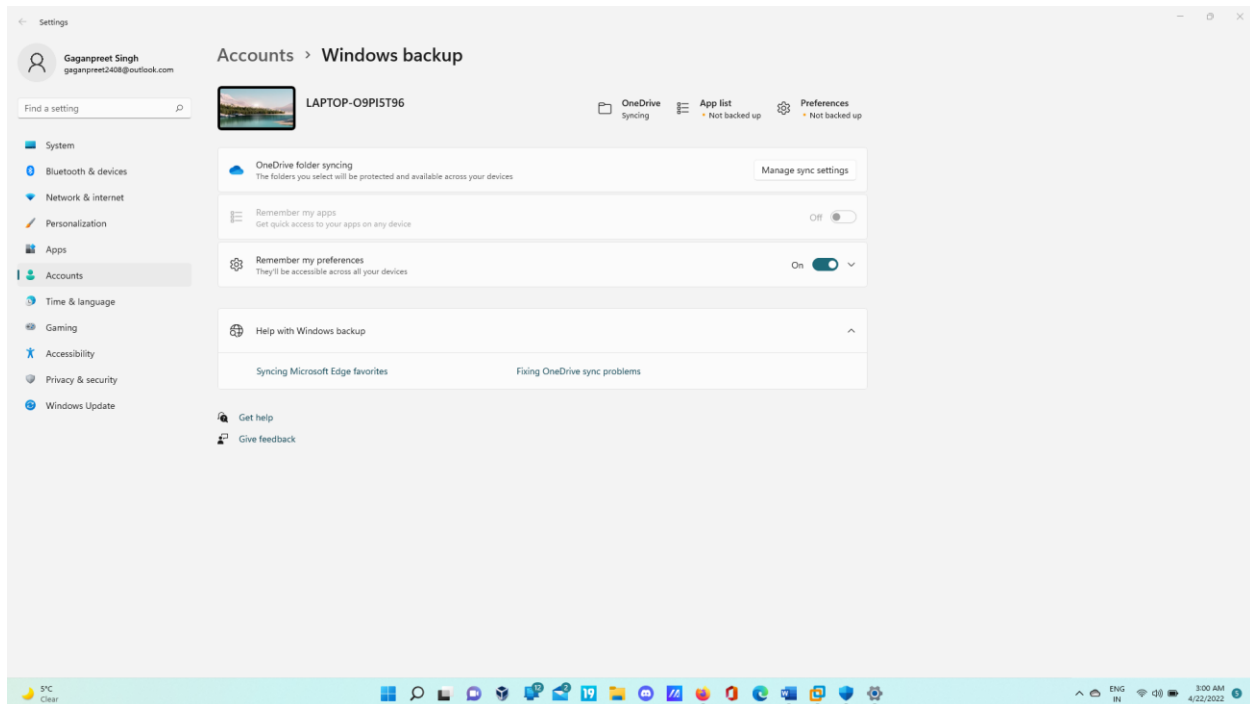 Settings
Gaganpreet Singh
gaganpreet2408@outlook.com
Find a setting
System
Bluetooth & devices
Network & internet
Personalization
Apps
Accounts
Time & language
Gaming
Accessibility
Privacy & security
Windows Update
Accounts > Windows backup
LAPTOP-O9PI5T96
OneDrive
Syncing
App list
• Not backed up
Preferences
• Not backed up
OneDrive folder syncing
The folders you select will be protected and available across your devices
Manage sync settings
Remember my apps
Get quick access to your apps on any device
Off
Remember my preferences
They'll be accessible across all your devices
On
Help with Windows backup
Syncing Microsoft Edge favorites
Fixing OneDrive sync problems
Get help
Give feedback
5°C
Clear
19
ENG
IN
3:00 AM
4/22/2022